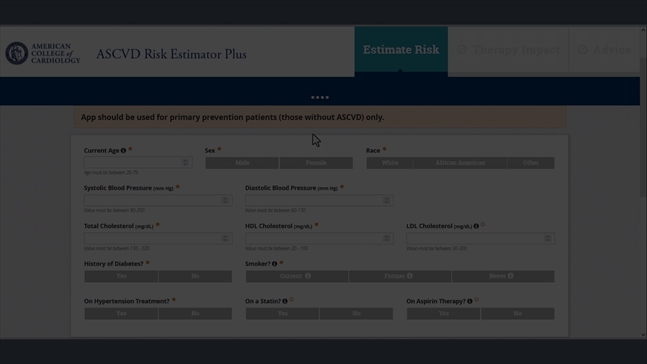 AMERICAN
COLLEGE of
CARDIOLOGY
ASCVD Risk Estimator Plus
Estimate Risk
Therapy Impact
Advice
App should be used for primary prevention patients (those without ASCVD) only.
Current Age *
Sex *
Race *
Male
Female
White
African American
Other
Age must be between 20-79
Systolic Blood Pressure (mm Hg) *
Diastolic Blood Pressure (mm Hg) *
Value must be between 90-200
Value must be between 60-130
Total Cholesterol (mg/dL) *
HDL Cholesterol (mg/dL) *
LDL Cholesterol (mg/dL)
Value must be between 130 - 320
Value must be between 20 - 100
Value must be between 30-300
History of Diabetes? *
Smoker? *
Yes
No
Current
Former
Never
On Hypertension Treatment? *
On a Statin?
On Aspirin Therapy?
Yes
No
Yes
No
Yes
No